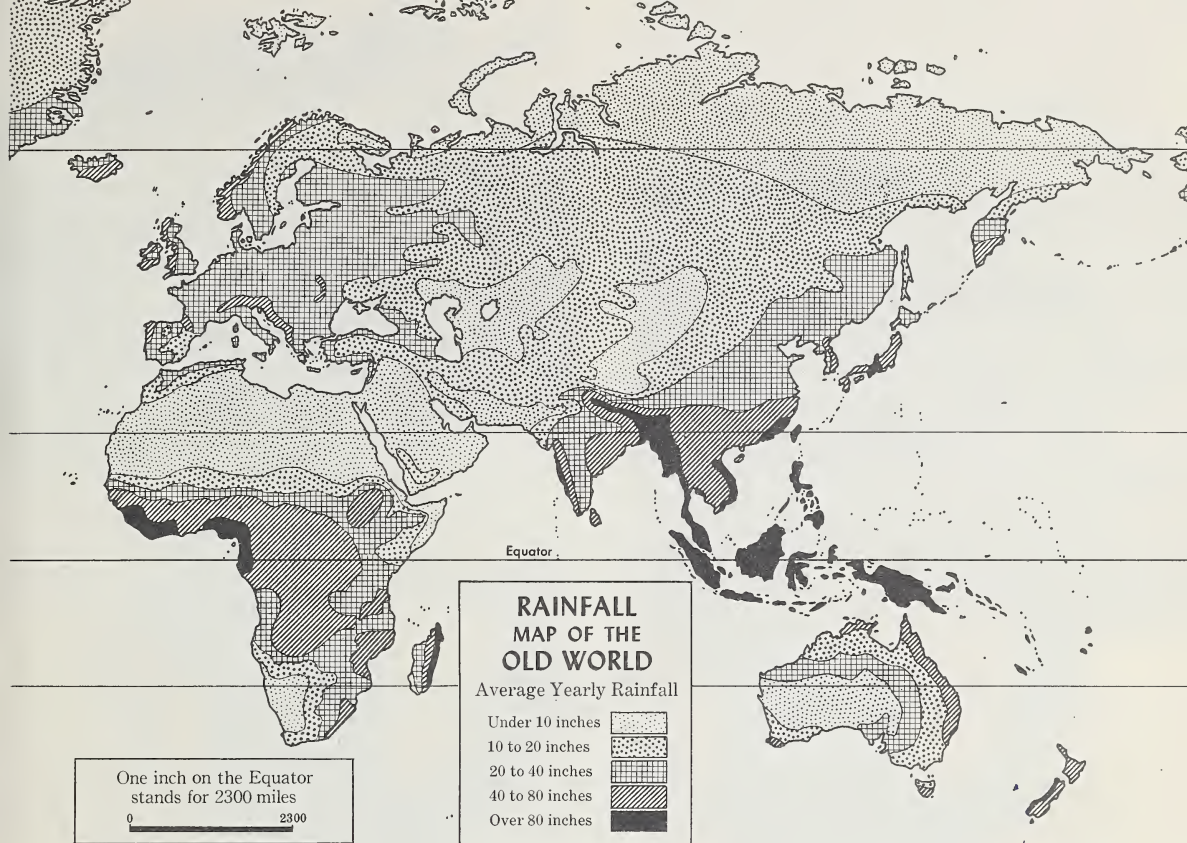 Equator
RAINFALL
MAP OF THE
OLD WORLD
Average Yearly Rainfall
Under 10 inches
10 to 20 inches
20 to 40 inches
40 to 80 inches
Over 80 inches
One inch on the Equator
stands for 2300 miles
0 2300